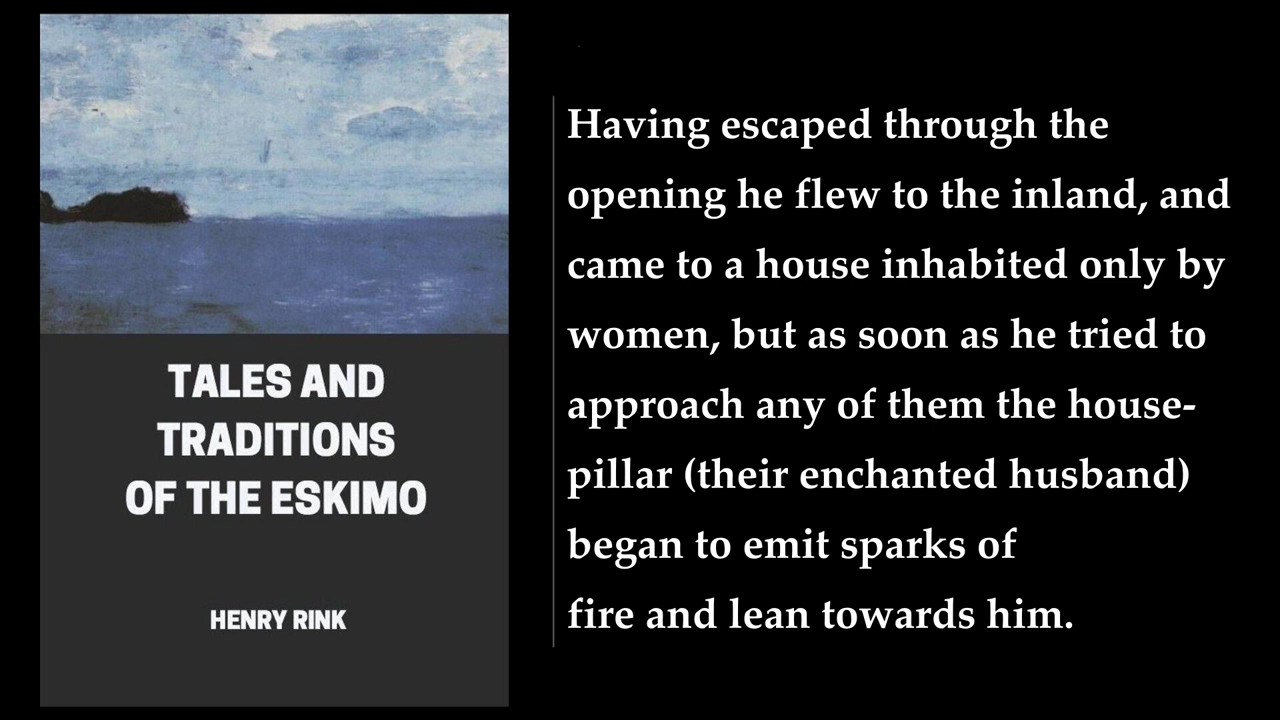 TALES AND
TRADITIONS
OF THE ESKIMO
HENRY RINK
Having escaped through the
opening he flew to the inland, and
came to a house inhabited only by
women, but as soon as he tried to
approach any of them the house-
pillar (their enchanted husband)
began to emit sparks of
fire and lean towards him.